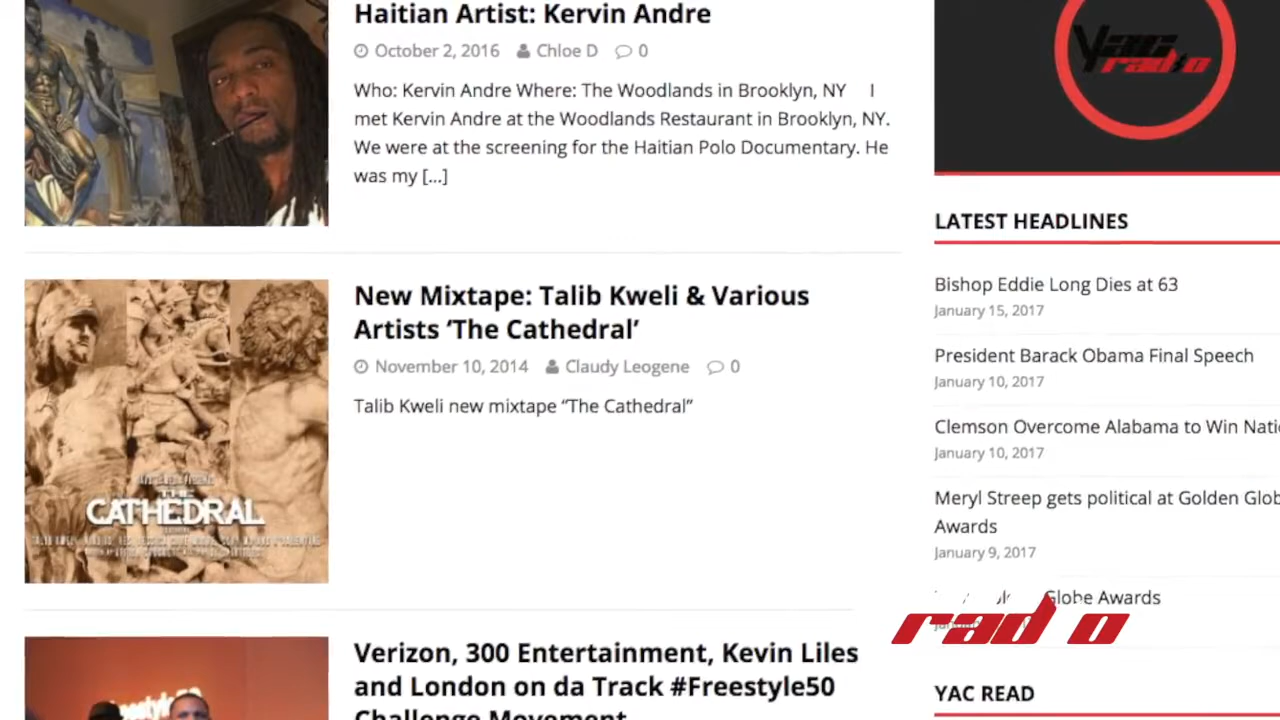 Haitian Artist: Kervin Andre
October 2, 2016 Chloe D 0
Who: Kervin Andre Where: The Woodlands in Brooklyn, NY I
met Kervin Andre at the Woodlands Restaurant in Brooklyn, NY.
We were at the screening for the Haitian Polo Documentary. He
was my [...]
New Mixtape: Talib Kweli & Various
Artists ‘The Cathedral’
November 10, 2014 Claudy Leogene 0
Talib Kweli new mixtape “The Cathedral”
THE
CATHEDRAL
Verizon, 300 Entertainment, Kevin Liles
and London on da Track #Freestyle50
Challenge Movement
Yac
radio
LATEST HEADLINES
Bishop Eddie Long Dies at 63
January 15, 2017
President Barack Obama Final Speech
January 10, 2017
Clemson Overcome Alabama to Win Nati
January 10, 2017
Meryl Streep gets political at Golden Glob
Awards
January 9, 2017
Globe Awards
radio
YAC READ